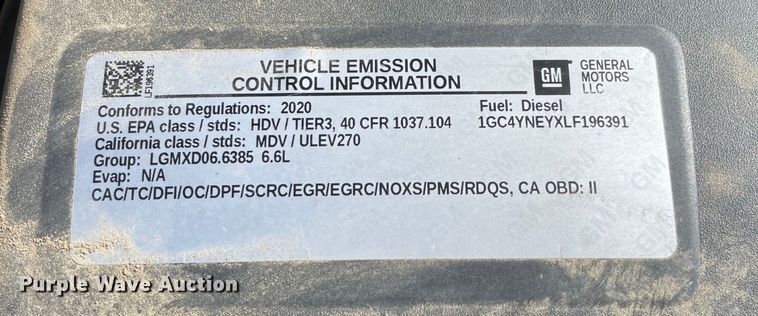 LF196391
VEHICLE EMISSION
CONTROL INFORMATION
GM
GENERAL
MOTORS
LLC
Conforms to Regulations: 2020
Fuel: Diesel
U.S. EPA class / stds: HDV / TIER3, 40 CFR 1037.104
1GC4YNEYXLF196391
California class / stds: MDV / ULEV270
Group: LGMXD06.6385 6.6L
Evap: N/A
CAC/TC/DFI/OC/DPF/SCRC/EGR/EGRC/NOXS/PMS/RDQS, CA OBD: II
Purple Wave Auction